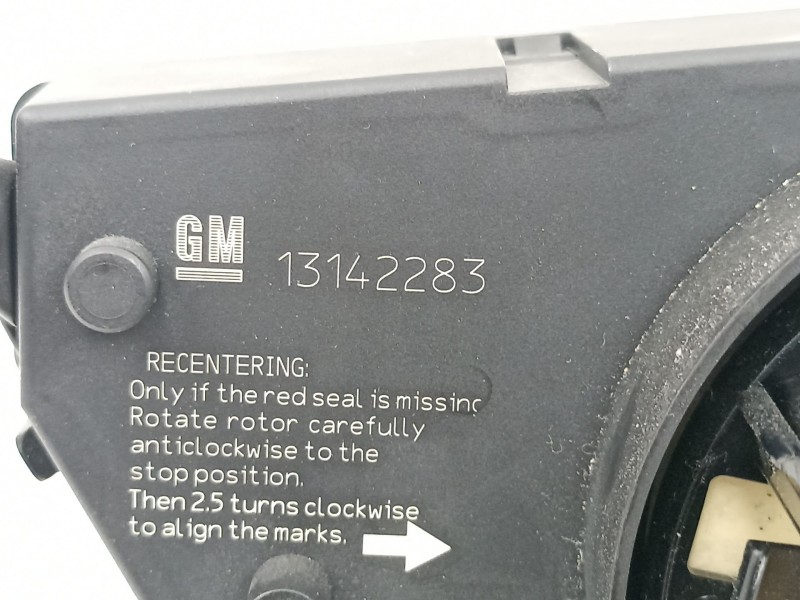 GM 13142283
RECENTERING:
Only if the red seal is missing
Rotate rotor carefully
anticlockwise to the
stop position.
Then 2.5 turns clockwise
to align the marks.